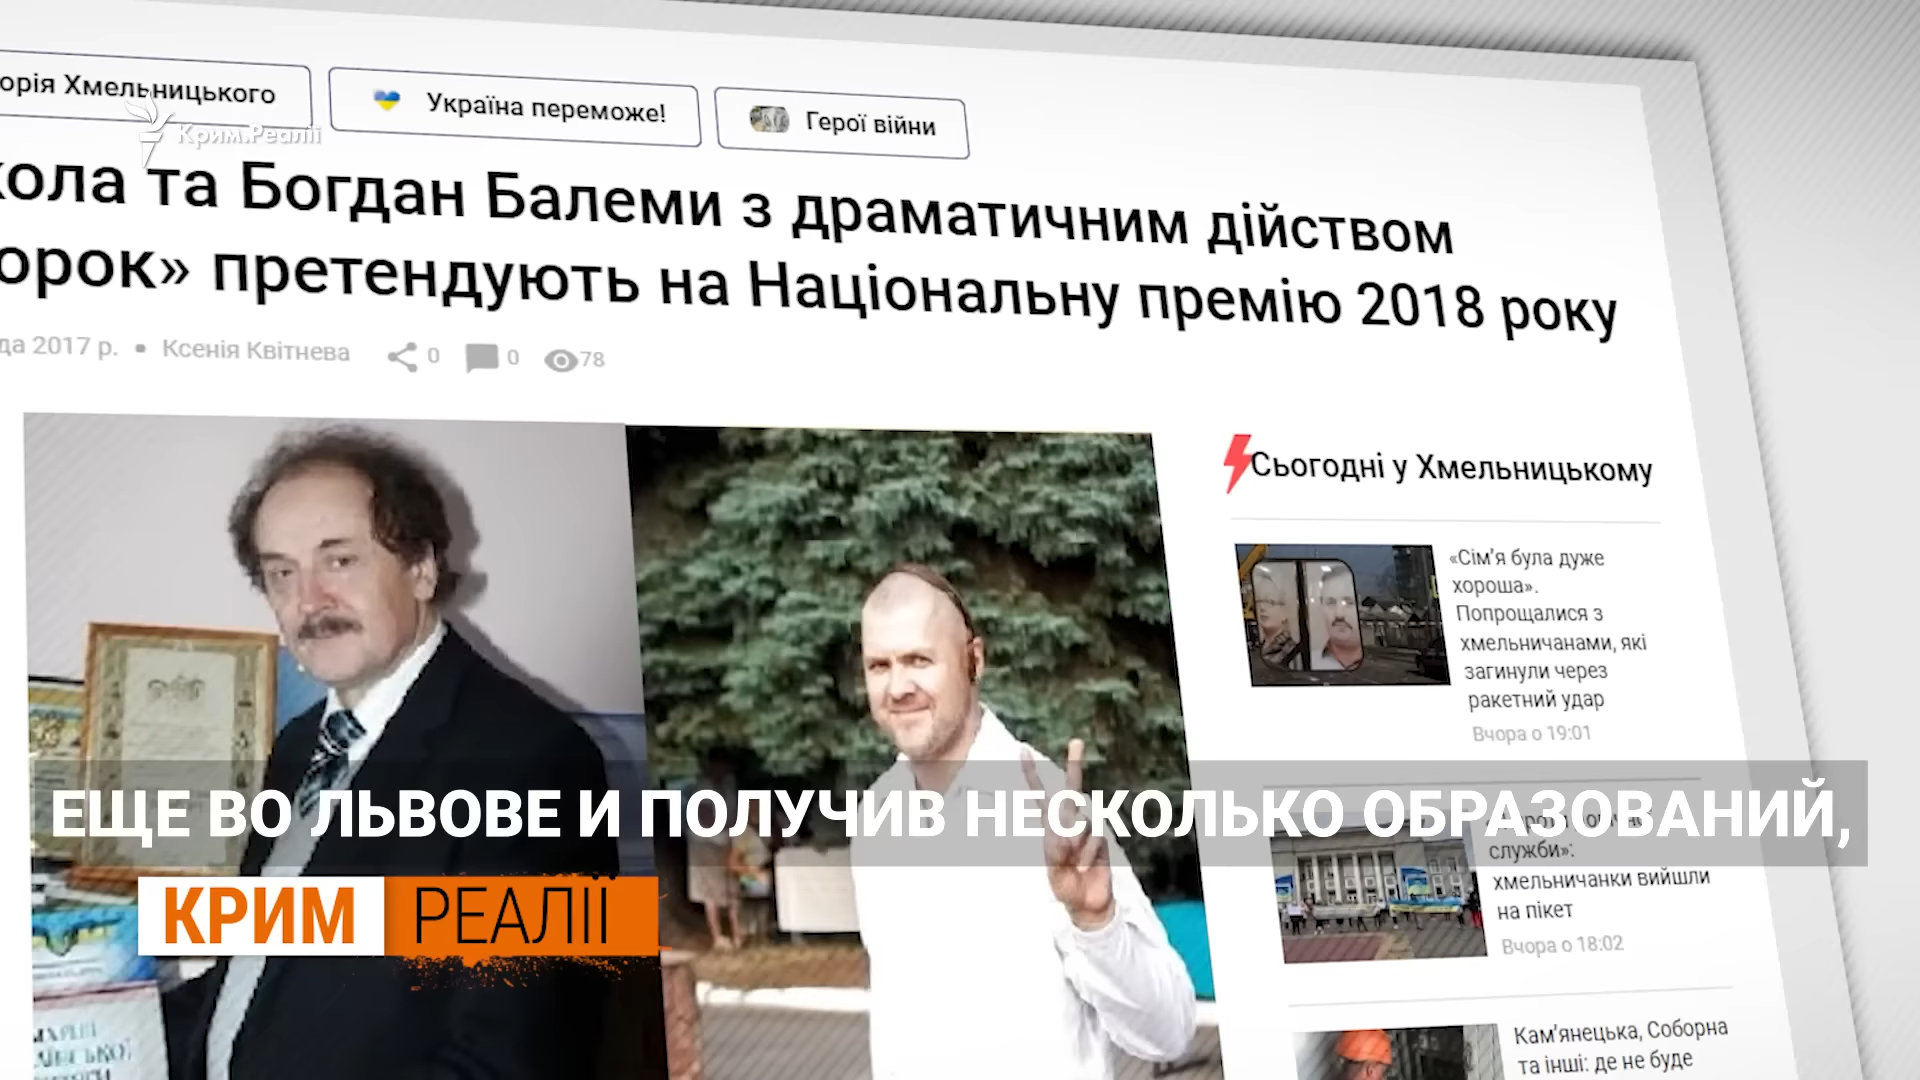 орія Хмельницького
Україна переможе!
Герої війни
Крим.Реалії
кола та Богдан Балеми з драматичним дійством
орок» претендують на Національну премію 2018 року
да 2017 р. • Ксенія Квітнева 0 0 78
Сьогодні у Хмельницькому
«Сім'я була дуже
хороша».
Попрощалися з
хмельничанами, які
загинули через
ракетний удар
Вчора о 19:01
ЕЩЕ ВО ЛЬВОВЕ И ПОЛУЧИВ НЕСКОЛЬКО ОБРАЗОВАНИЙ,
служби»:
хмельничанки вийшли
на пікет
Вчора о 18:02
КРИМ РЕАЛІЇ
Кам'янецька, Соборна
та інші: де не буде